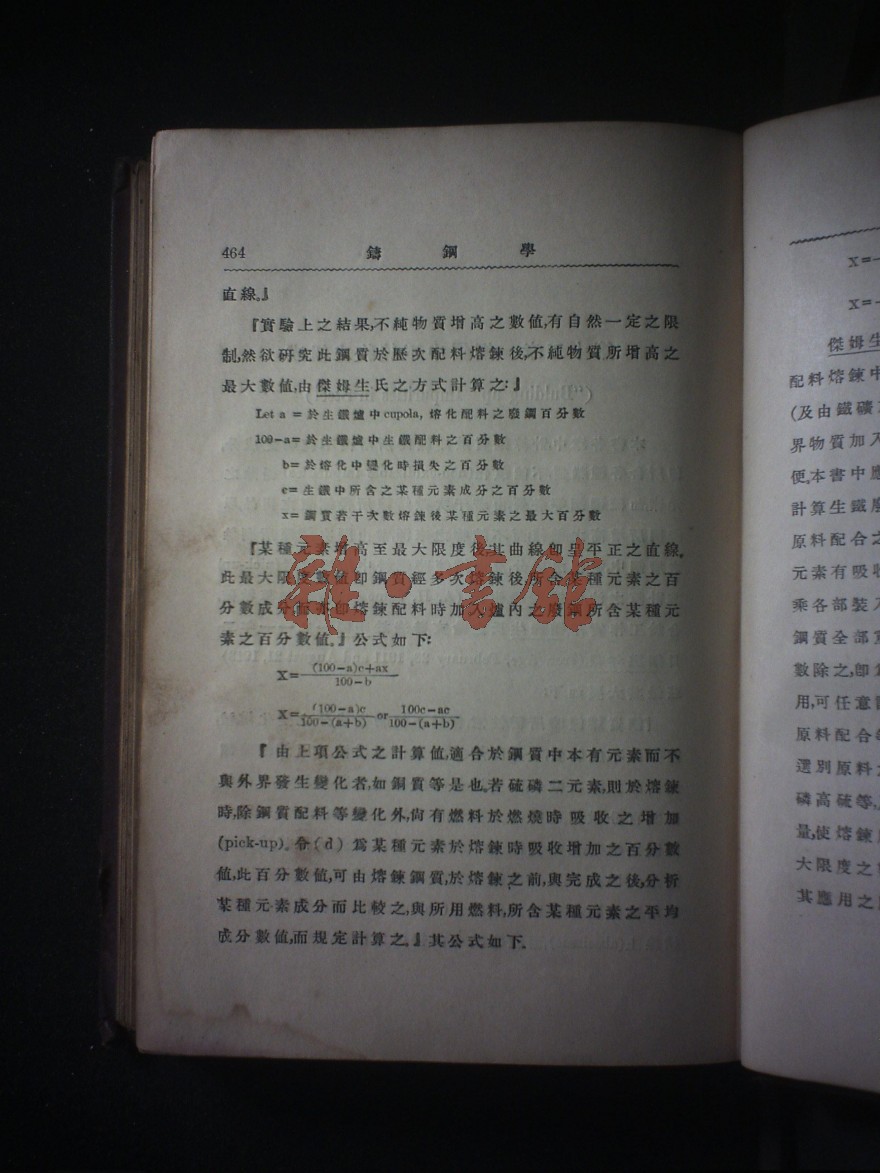 464 鑄鋼學
直線。』
『實驗上之結果,不純物質增高之數值,有自然一定之限
制,然欲研究此鋼質於歷次配料熔鍊後,不純物質所增高之
最大數值,由傑姆生氏之方式計算之:』
Let a = 於生鐵爐中cupola, 熔化配料之廢鋼百分數
100-a= 於生鐵爐中生鐵配料之百分數
b= 於熔化中變化時損失之百分數
c= 生鐵中所含之某種元素成分之百分數
x= 鋼質若干次數熔鍊後某種元素之最大百分數
『某種元素增高至最大限度後,其曲線卽呈平正之直線。
此最大限度數值卽鋼質經多次熔鍊後,所含某種元素之百
分數成分,而亦卽熔鍊配料時加入爐內之廢鋼所含某種元
素之百分數值。』公式如下:
X=(100-a)c+ax/100-b
X=(100-a)c/100-(a+b) or 100c-ac/100-(a+b)
『由上項公式之計算值,適合於鋼質中本有元素而不
與外界發生變化者,如銅質等是也。若硫磷二元素,則於熔鍊
時,除鋼質配料等變化外,尙有燃料於燃燒時吸收之增加
(pick-up)。令(d)爲某種元素於熔鍊時吸收增加之百分數
值,此百分數值,可由熔鍊鋼質,於熔鍊之前,與完成之後,分析
某種元素成分而比較之,與所用燃料,所含某種元素之平均
成分數值,而規定計算之。』其公式如下.
雜·書館
X=-
X=-
傑姆生
配料熔鍊中
(及由鐵礦
界物質加入
便。本書中應
計算生鐵廢
原料配合之
元素有吸收
乘各部裝入
鋼質全部重
數除之,卽爲
用,可任意
原料配合
選別原料
磷高硫等,
量,使熔鍊
大限度之
其應用之